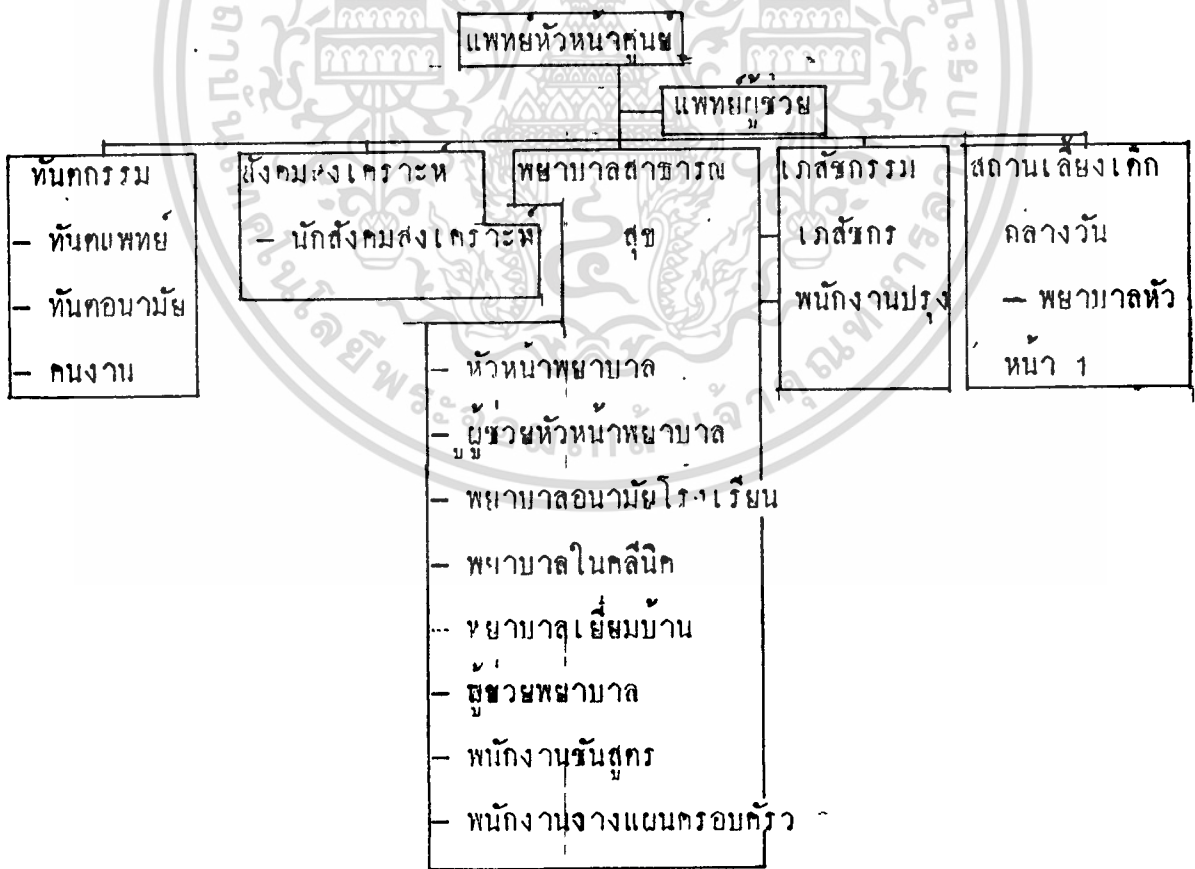 แพทย์หัวหน้าศูนย์
แพทย์ผู้ช่วย
ทันตกรรม
– ทันตแพทย์
– ทันตอนามัย
– คนงาน
สังคมสงเคราะห์
– นักสังคมสงเคราะห์
พยาบาลสาธารณ
สุข
– หัวหน้าพยาบาล
– ผู้ช่วยหัวหน้าพยาบาล
– พยาบาลอนามัยโรงเรียน
– พยาบาลในคลีนิค
– พยาบาลเยี่ยมบ้าน
– ผู้ช่วยพยาบาล
– พนักงานชันสูตร
– พนักงานวางแผนครอบครัว
เภสัชกรรม
– เภสัชกร
– พนักงานปรุง
สถานเลี้ยงเด็ก
กลางวัน
– พยาบาลหัว
หน้า 1